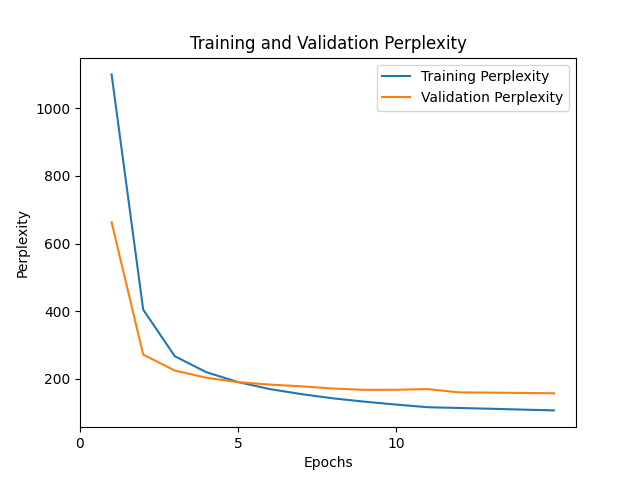 Training and Validation Perplexity
Training Perplexity
Validation Perplexity
Perplexity
1000
800
600
400
200
0
5
10
Epochs